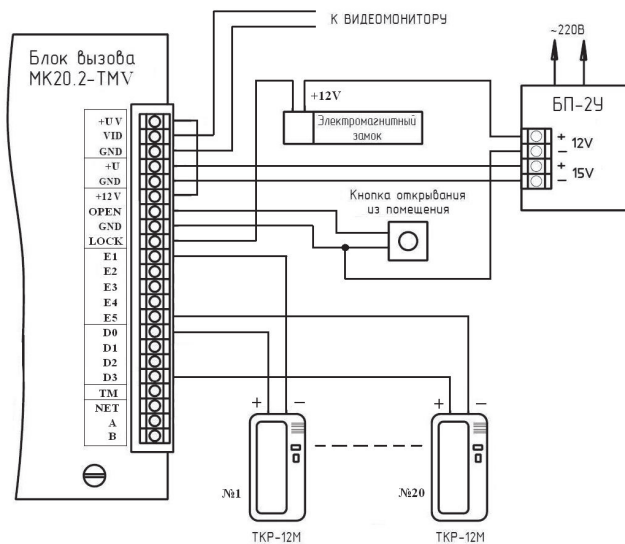 К ВИДЕОМОНИТОРУ
~220В
Блок вызова
МК20.2-TMV
БП-2У
+12V
Электромагнитный
замок
+ 12V
−
+ 15V
−
Кнопка открывания
из помещения
+UV
VID
GND
+U
GND
+12V
OPEN
GND
LOCK
E1
E2
E3
E4
E5
D0
D1
D2
D3
TM
NET
A
B
+ −
+ −
№1
№20
ТКР-12М
ТКР-12М